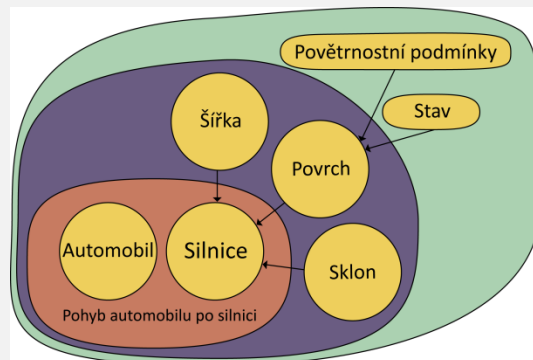 Povětrnostní podmínky
Stav
Šířka
Povrch
Automobil
Silnice
Sklon
Pohyb automobilu po silnici